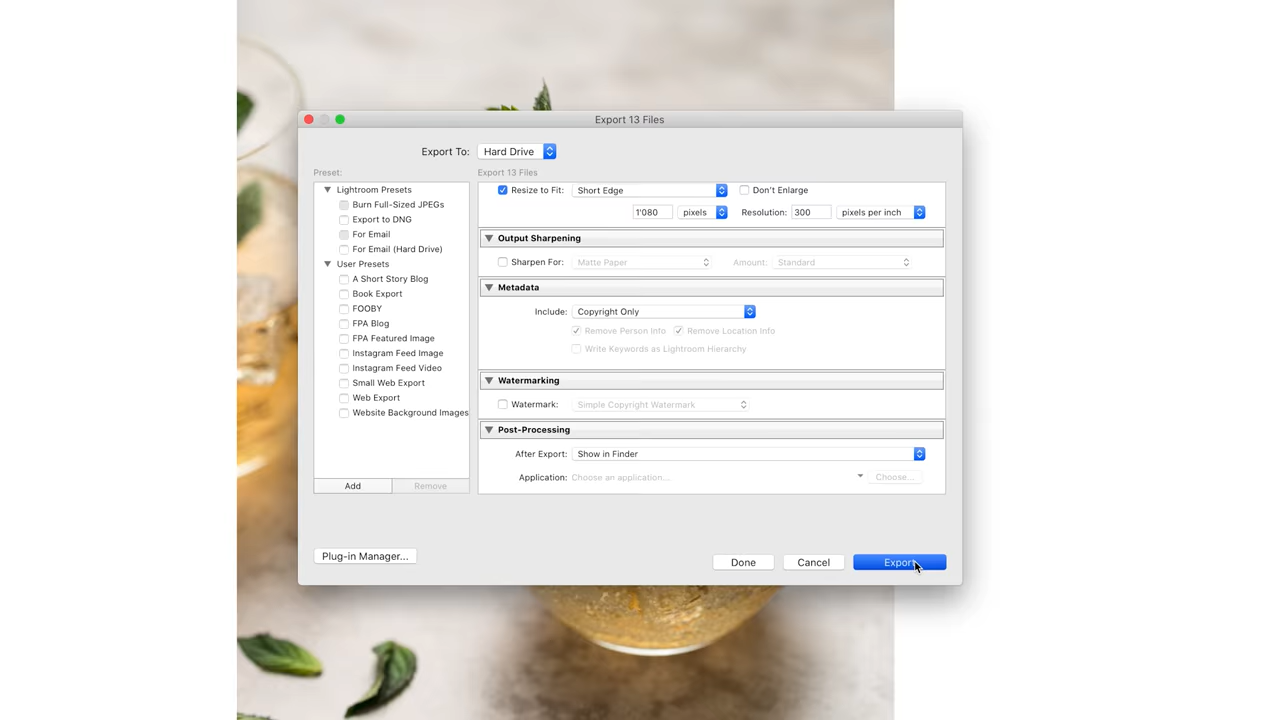 Export 13 Files
Export To: Hard Drive
Preset:
Lightroom Presets
Burn Full-Sized JPEGs
Export to DNG
For Email
For Email (Hard Drive)
User Presets
A Short Story Blog
Book Export
FOOBY
FPA Blog
FPA Featured Image
Instagram Feed Image
Instagram Feed Video
Small Web Export
Web Export
Website Background Images
Add Remove
Export 13 Files
Resize to Fit: Short Edge Don't Enlarge
1'080 pixels Resolution: 300 pixels per inch
Output Sharpening
Sharpen For: Matte Paper Amount: Standard
Metadata
Include: Copyright Only
Remove Person Info Remove Location Info
Write Keywords as Lightroom Hierarchy
Watermarking
Watermark: Simple Copyright Watermark
Post-Processing
After Export: Show in Finder
Application: Choose an application... Choose...
Plug-in Manager... Done Cancel Export